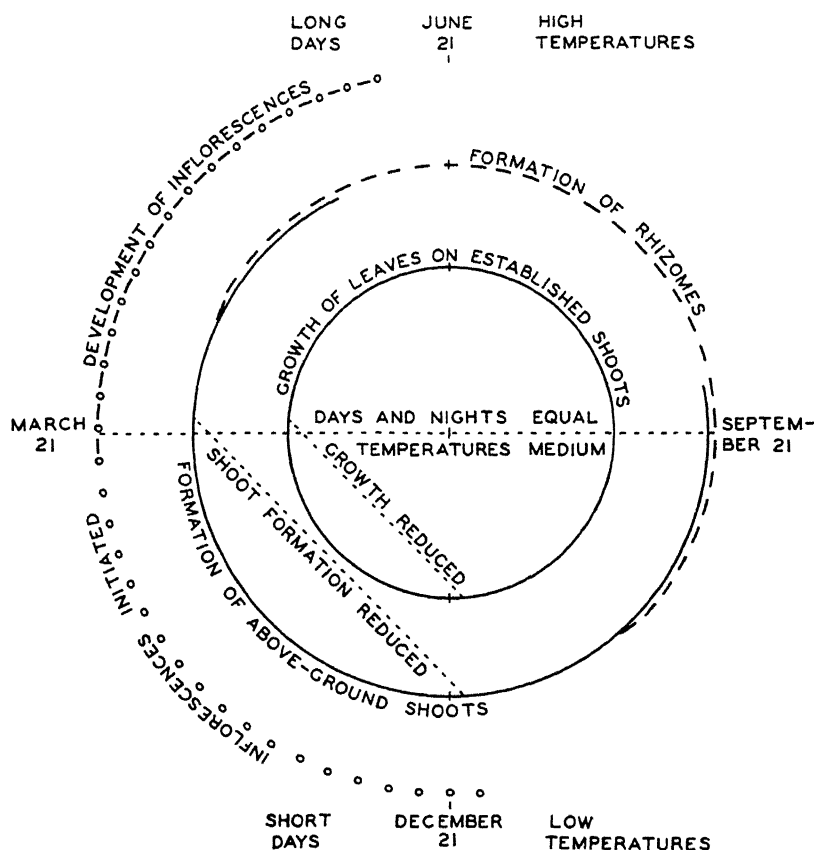 LONG
DAYS
JUNE
21
HIGH
TEMPERATURES
DEVELOPMENT OF INFLORESCENCES
FORMATION OF RHIZOMES
GROWTH OF LEAVES ON ESTABLISHED SHOOTS
MARCH
21
DAYS AND NIGHTS EQUAL
TEMPERATURES MEDIUM
SEPTEM-
BER 21
GROWTH REDUCED
SHOOT FORMATION REDUCED
FORMATION OF ABOVE-GROUND SHOOTS
INFLORESCENCES INITIATED
SHORT
DAYS
DECEMBER
21
LOW
TEMPERATURES